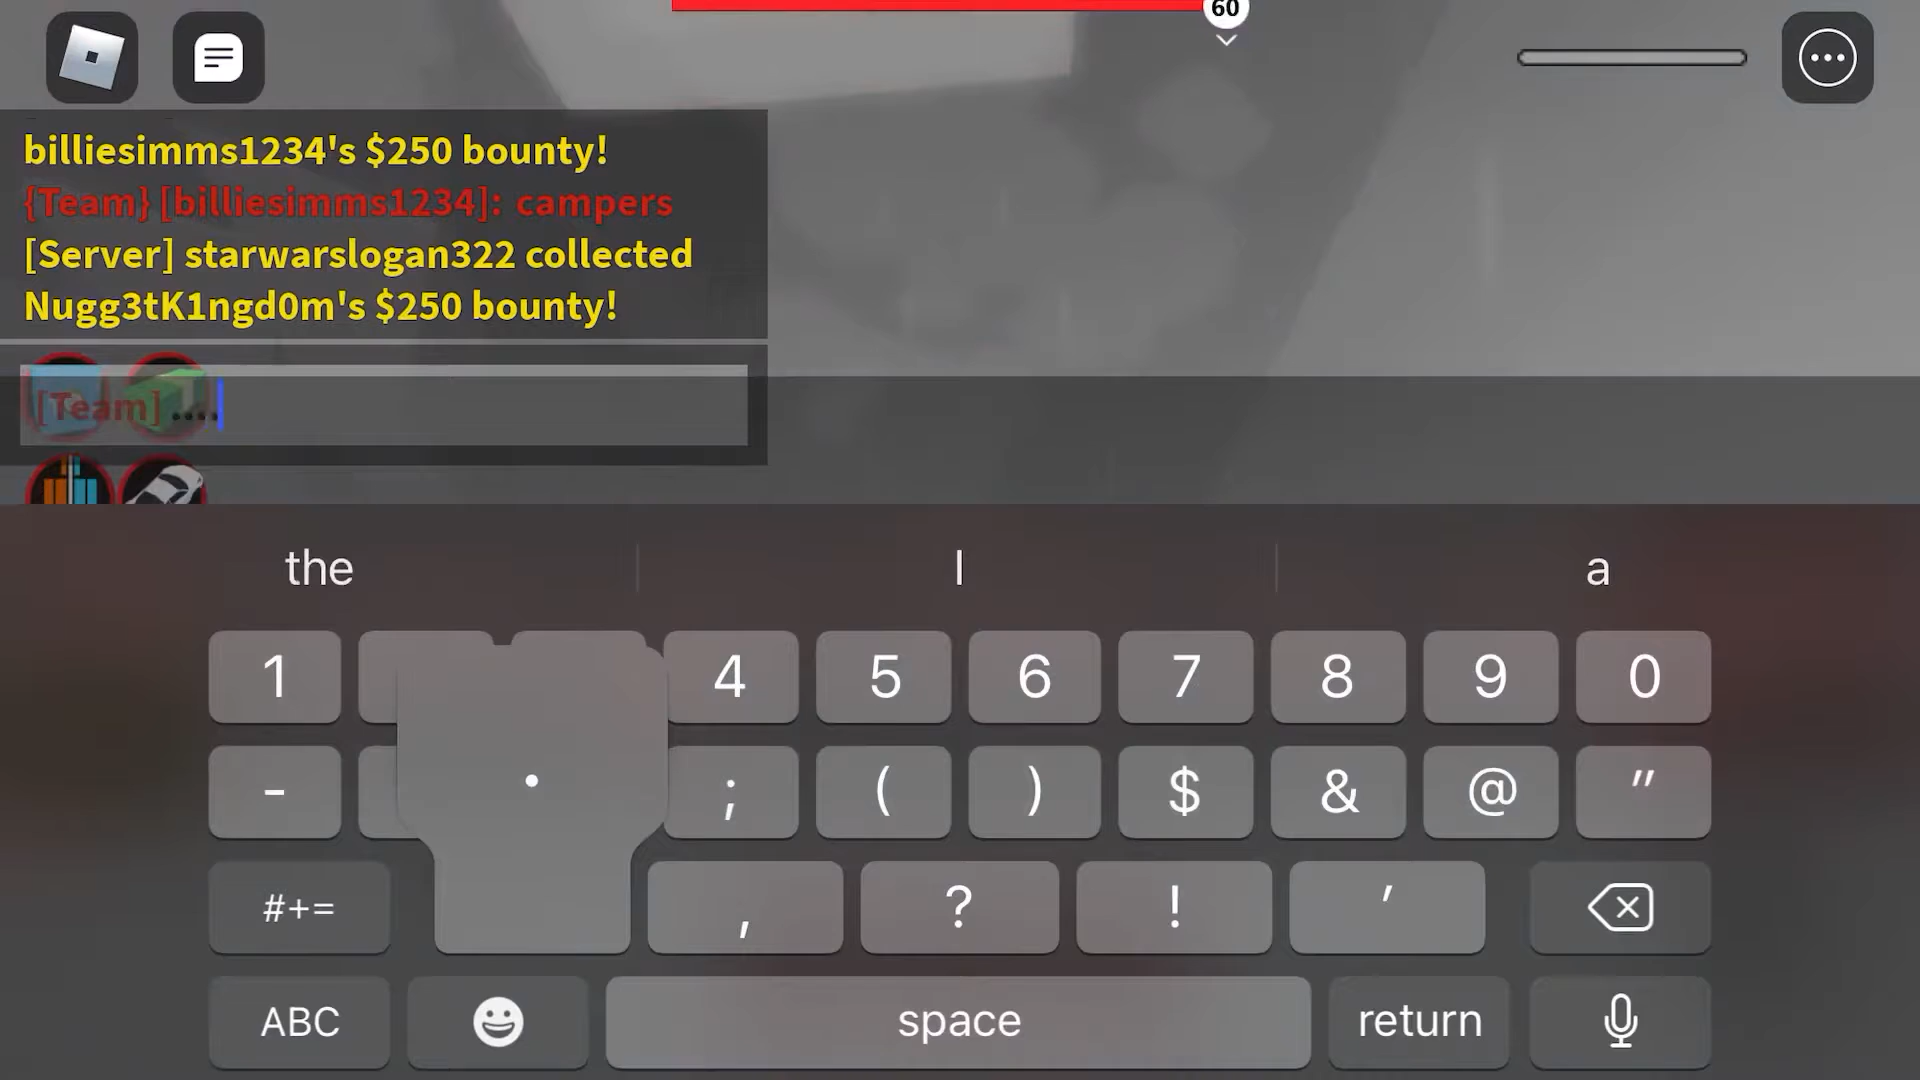 60
billiesimms1234's $250 bounty!
{Team} [billiesimms1234]: campers
[Server] starwarslogan322 collected
Nugg3tK1ngd0m's $250 bounty!
[Team] ....
the I a
1 4 5 6 7 8 9 0
- . ; ( ) $ & @ "
#+= , ? ! '
ABC space return